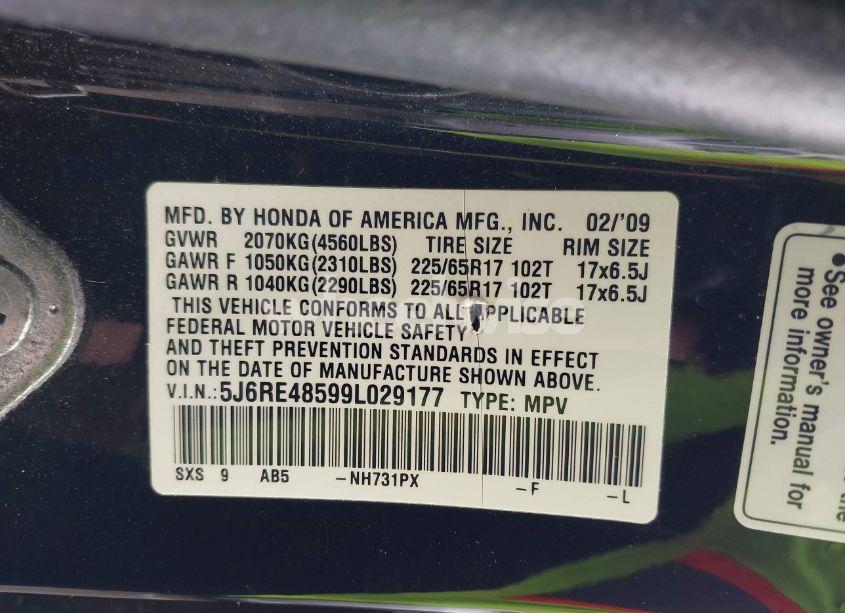 MFD. BY HONDA OF AMERICA MFG., INC. 02/'09
GVWR 2070KG(4560LBS) TIRE SIZE RIM SIZE
GAWR F 1050KG(2310LBS) 225/65R17 102T 17x6.5J
GAWR R 1040KG(2290LBS) 225/65R17 102T 17x6.5J
THIS VEHICLE CONFORMS TO ALL APPLICABLE
FEDERAL MOTOR VEHICLE SAFETY
AND THEFT PREVENTION STANDARDS IN EFFECT
ON THE DATE OF MANUFACTURE SHOWN ABOVE.
V.I.N.: 5J6RE48599L029177 TYPE: MPV
SXS 9 AB5 -NH731PX -F -L
• See owner's manual for
more information.